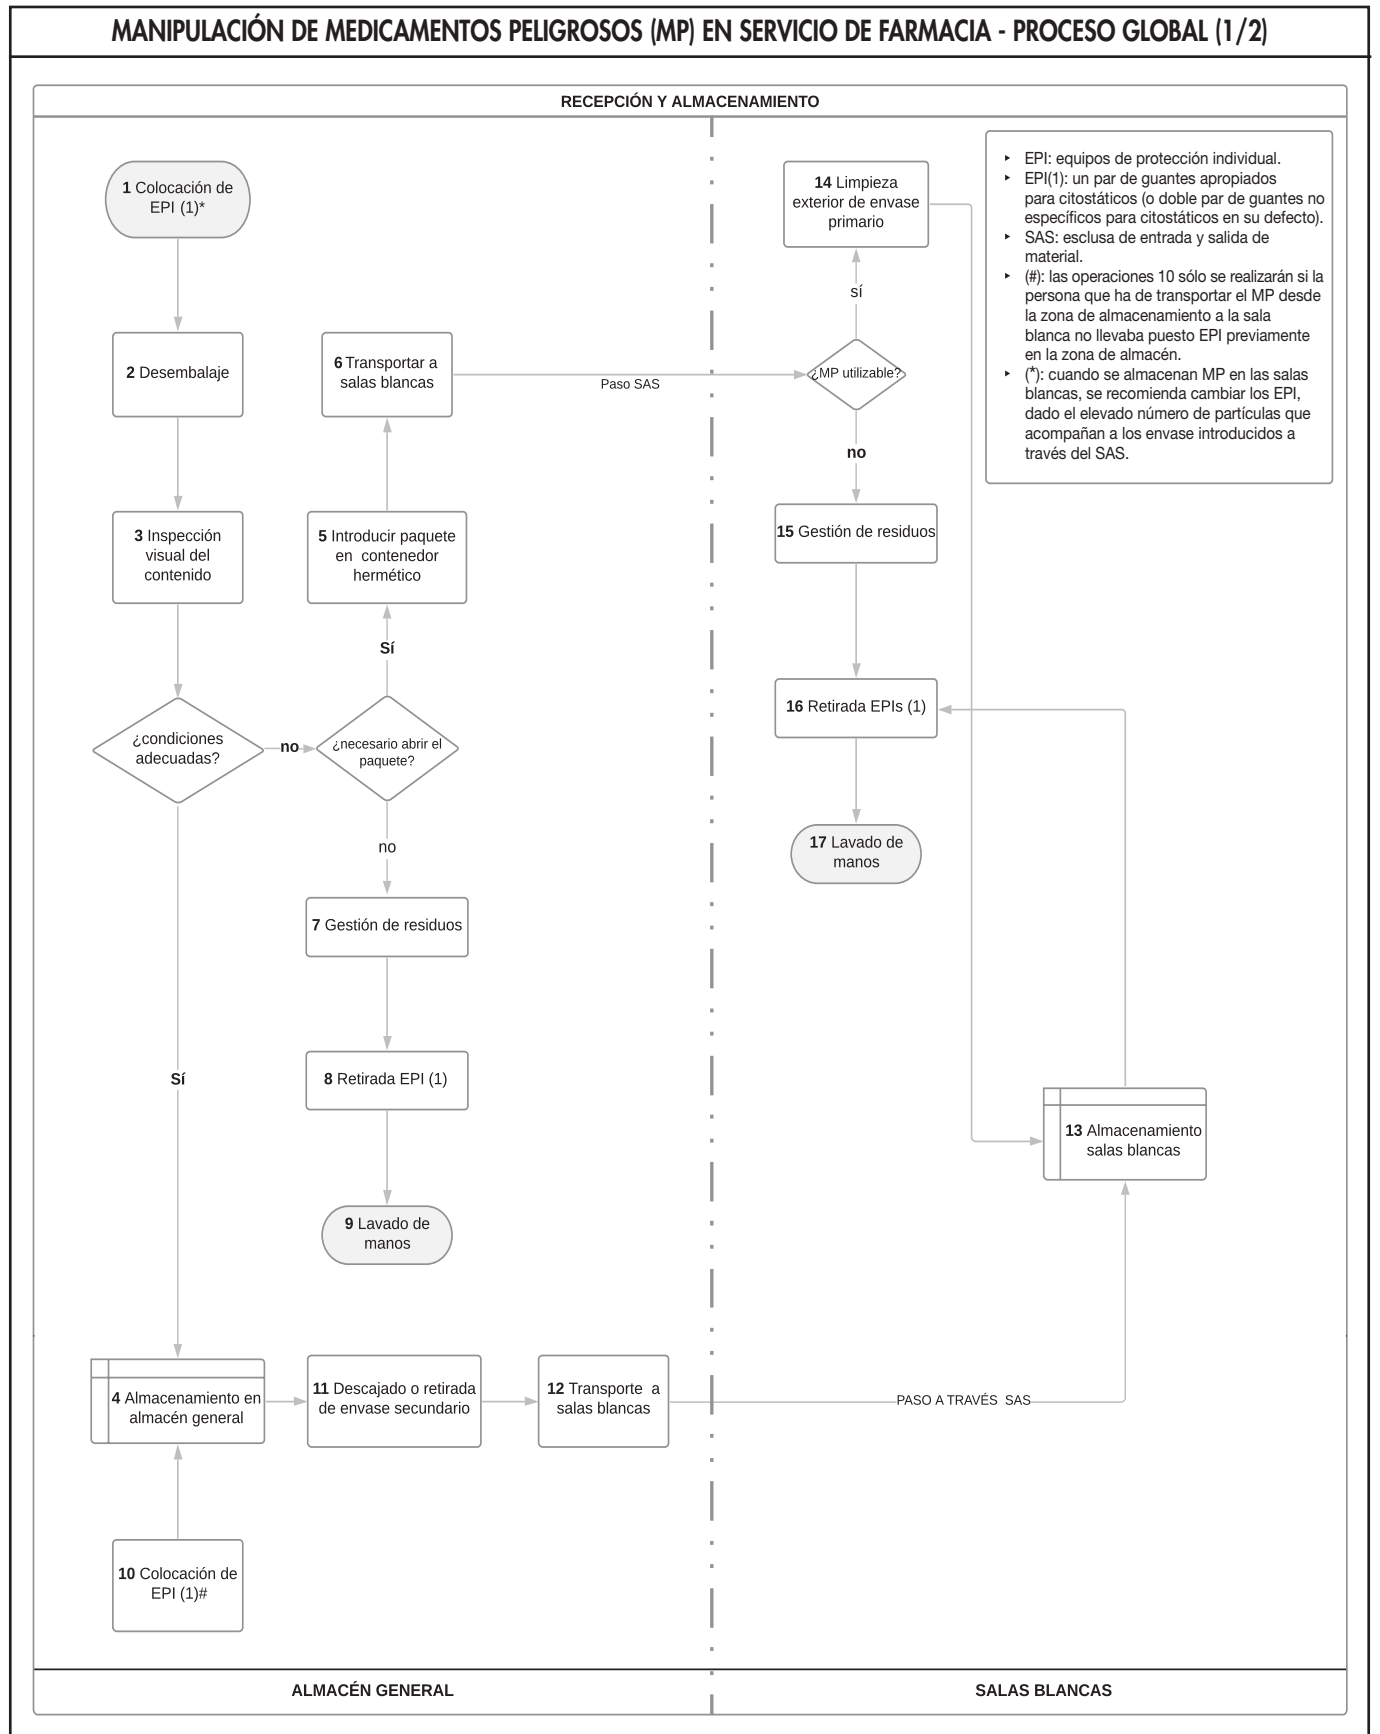 MANIPULACIÓN DE MEDICAMENTOS PELIGROSOS (MP) EN SERVICIO DE FARMACIA - PROCESO GLOBAL (1/2)
RECEPCIÓN Y ALMACENAMIENTO
1 Colocación de
EPI (1)*
2 Desembalaje
3 Inspección
visual del
contenido
¿condiciones
adecuadas?
no
Sí
4 Almacenamiento en
almacén general
10 Colocación de
EPI (1)#
6 Transportar a
salas blancas
5 Introducir paquete
en contenedor
hermético
Sí
¿necesario abrir el
paquete?
no
7 Gestión de residuos
8 Retirada EPI (1)
9 Lavado de
manos
11 Descajado o retirada
de envase secundario
12 Transporte a
salas blancas
Paso SAS
PASO A TRAVÉS SAS
14 Limpieza
exterior de envase
primario
sí
¿MP utilizable?
no
15 Gestión de residuos
16 Retirada EPIs (1)
17 Lavado de
manos
13 Almacenamiento
salas blancas
‣ EPI: equipos de protección individual.
‣ EPI(1): un par de guantes apropiados
para citostáticos (o doble par de guantes no
específicos para citostáticos en su defecto).
‣ SAS: esclusa de entrada y salida de
material.
‣ (#): las operaciones 10 sólo se realizarán si la
persona que ha de transportar el MP desde
la zona de almacenamiento a la sala
blanca no llevaba puesto EPI previamente
en la zona de almacén.
‣ (*): cuando se almacenan MP en las salas
blancas, se recomienda cambiar los EPI,
dado el elevado número de partículas que
acompañan a los envase introducidos a
través del SAS.
ALMACÉN GENERAL
SALAS BLANCAS